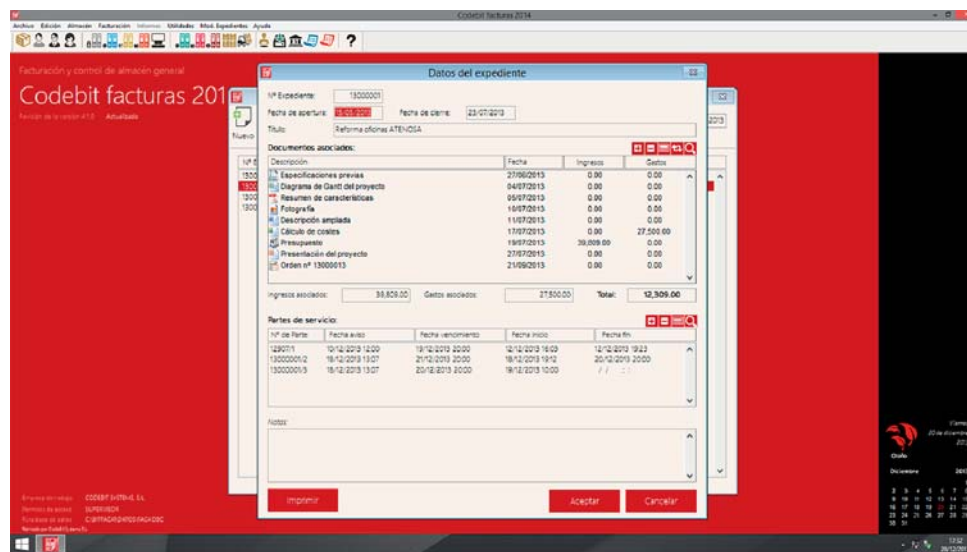 Codebit facturas 2014
Archivo Edición Almacén Facturación Informes Utilidades Mod. Expedientes Ayuda
Facturación y control de almacén general
Codebit facturas 201
Actualizado
Nuevo
Datos del expediente
Nº Expediente: 13000001
Fecha de apertura: Fecha de cierre: 23/07/2013
Título: Reforma oficinas ATENOSA
Documentos asociados:
Descripción Fecha Ingresos Gastos
Especificaciones previas 27/06/2013 0.00 0.00
Diagrama de Gantt del proyecto 04/07/2013 0.00 0.00
Resumen de características 05/07/2013 0.00 0.00
Fotografía 10/07/2013 0.00 0.00
Descripción ampliada 11/07/2013 0.00 0.00
Cálculo de costes 17/07/2013 0.00 27,500.00
Presupuesto 19/07/2013 39,809.00 0.00
Presentación del proyecto 27/07/2013 0.00 0.00
Orden nº 13000013 21/09/2013 0.00 0.00
Ingresos asociados: 39,809.00 Gastos asociados: 27,500.00 Total: 12,309.00
Partes de servicio:
Nº de Parte Fecha aviso Fecha vencimiento Fecha inicio Fecha fin
12907/1 10/12/2013 12:00 19/12/2013 20:00 12/12/2013 16:03 12/12/2013 19:23
13000001/2 18/12/2013 13:07 21/12/2013 20:00 18/12/2013 19:12 20/12/2013 20:00
13000001/3 18/12/2013 13:07 20/12/2013 20:00 19/12/2013 10:00 / / :
Notas:
Imprimir Aceptar Cancelar
Otoño
Diciembre
CODEBIT SISTEMAS, S.L.
SUPERVISOR
13:32